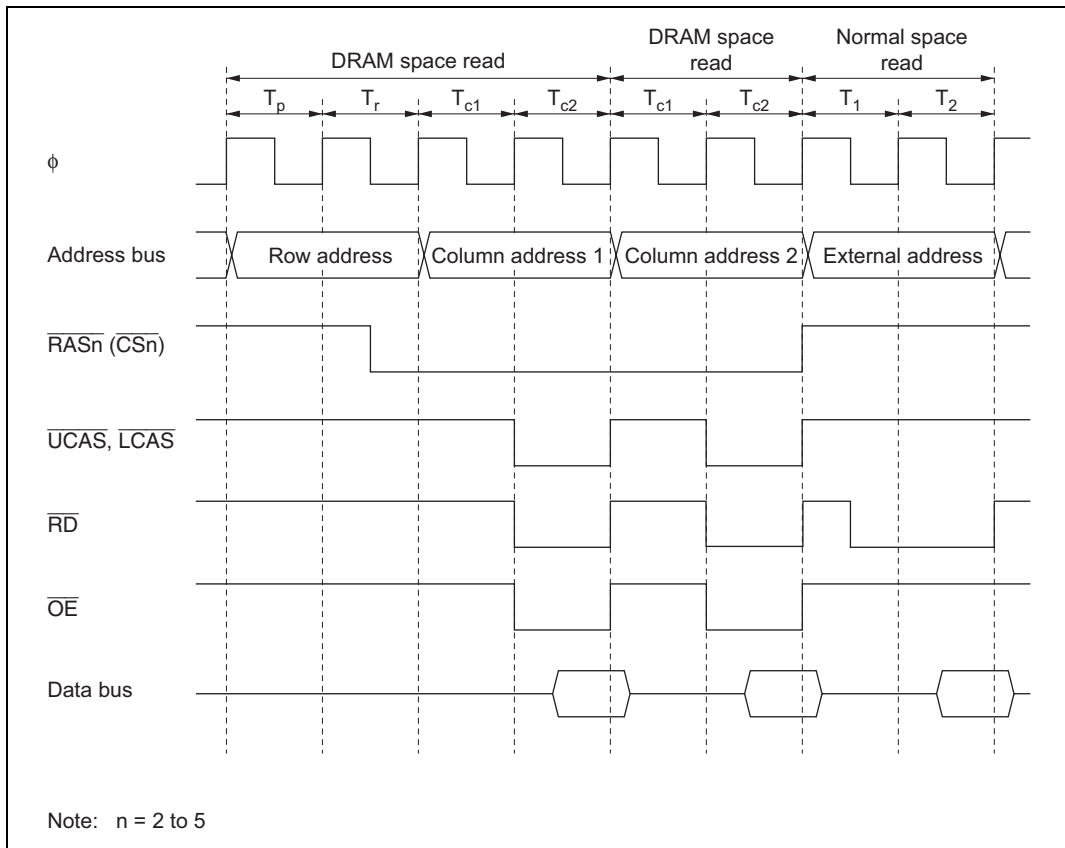 DRAM space read
DRAM space
read
Normal space
read
Tp Tr Tc1 Tc2 Tc1 Tc2 T1 T2
ϕ
Address bus
Row address
Column address 1
Column address 2
External address
RASn (CSn)
UCAS, LCAS
RD
OE
Data bus
Note: n = 2 to 5